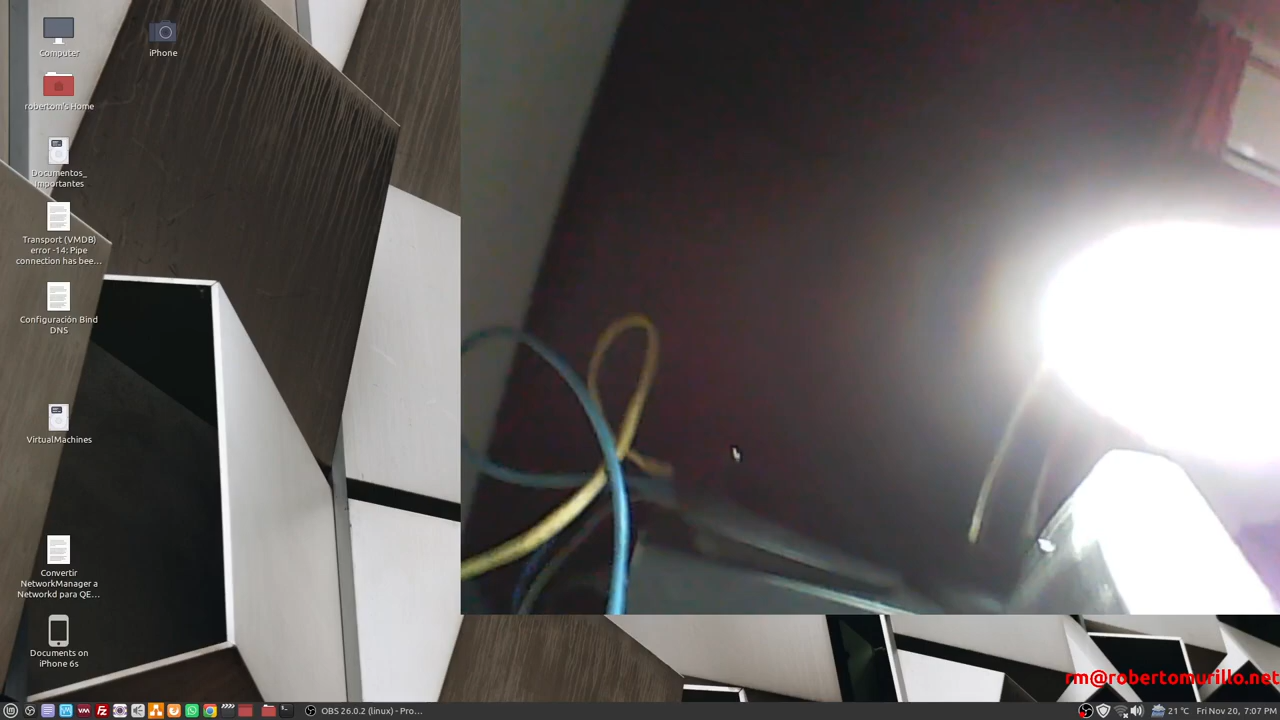 Computer
iPhone
robertom's Home
Documentos_
Importantes
Transport (VMDB)
error -14: Pipe
connection has bee...
Configuración Bind
DNS
VirtualMachines
Convertir
NetworkManager a
Networkd para QE...
Documents on
iPhone 6s
rm@robertomurillo.net
OBS 26.0.2 (linux) - Pro...
21 °C
Fri Nov 20, 7:07 PM